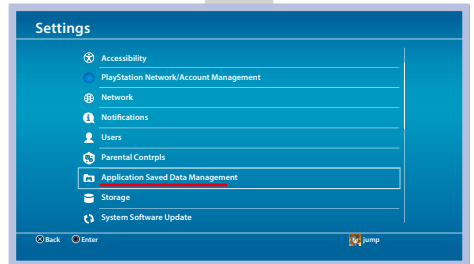 Settings
Accessibility
PlayStation Network/Account Management
Network
Notifications
Users
Parental Contrpls
Application Saved Data Management
Storage
System Software Update
Back Enter jump